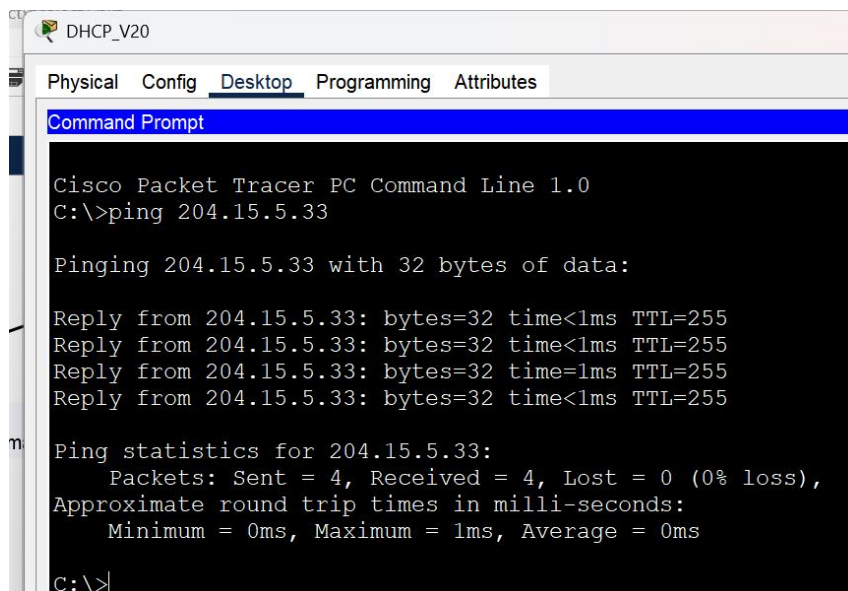 DHCP_V20
Physical Config Desktop Programming Attributes
Command Prompt
Cisco Packet Tracer PC Command Line 1.0
C:\>ping 204.15.5.33
Pinging 204.15.5.33 with 32 bytes of data:
Reply from 204.15.5.33: bytes=32 time<1ms TTL=255
Reply from 204.15.5.33: bytes=32 time<1ms TTL=255
Reply from 204.15.5.33: bytes=32 time=1ms TTL=255
Reply from 204.15.5.33: bytes=32 time<1ms TTL=255
Ping statistics for 204.15.5.33:
Packets: Sent = 4, Received = 4, Lost = 0 (0% loss),
Approximate round trip times in milli-seconds:
Minimum = 0ms, Maximum = 1ms, Average = 0ms
C:\>